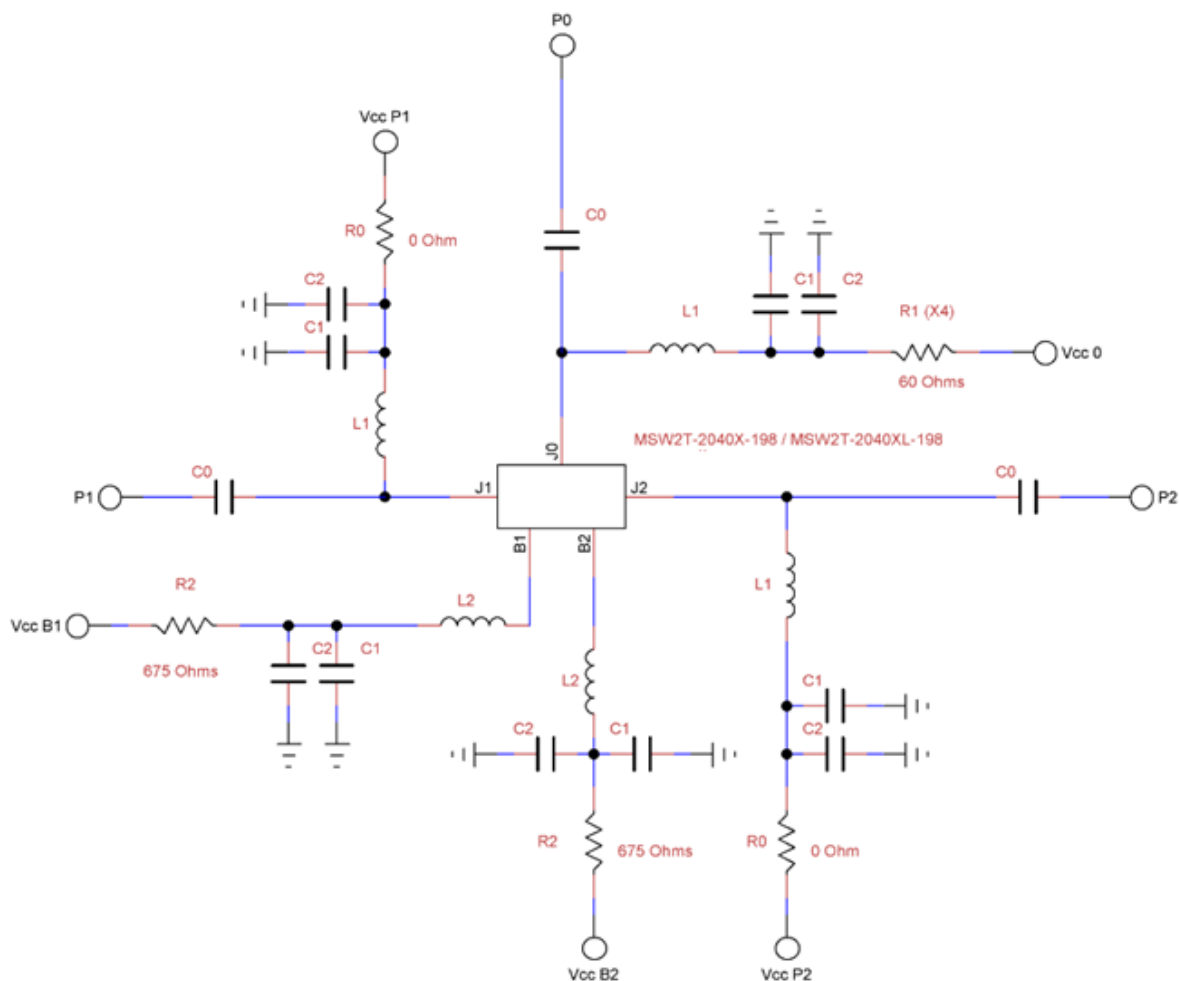 P0
Vcc P1
C0
R0
0 Ohm
C2
C1
C1
C2
L1
R1 (X4)
Vcc 0
60 Ohms
L1
MSW2T-2040X-198 / MSW2T-2040XL-198
J0
C0
P1
J1
J2
C0
P2
B1
B2
R2
L2
L1
Vcc B1
675 Ohms
C2
C1
L2
C1
C2
C1
C2
R2
675 Ohms
R0
0 Ohm
Vcc B2
Vcc P2